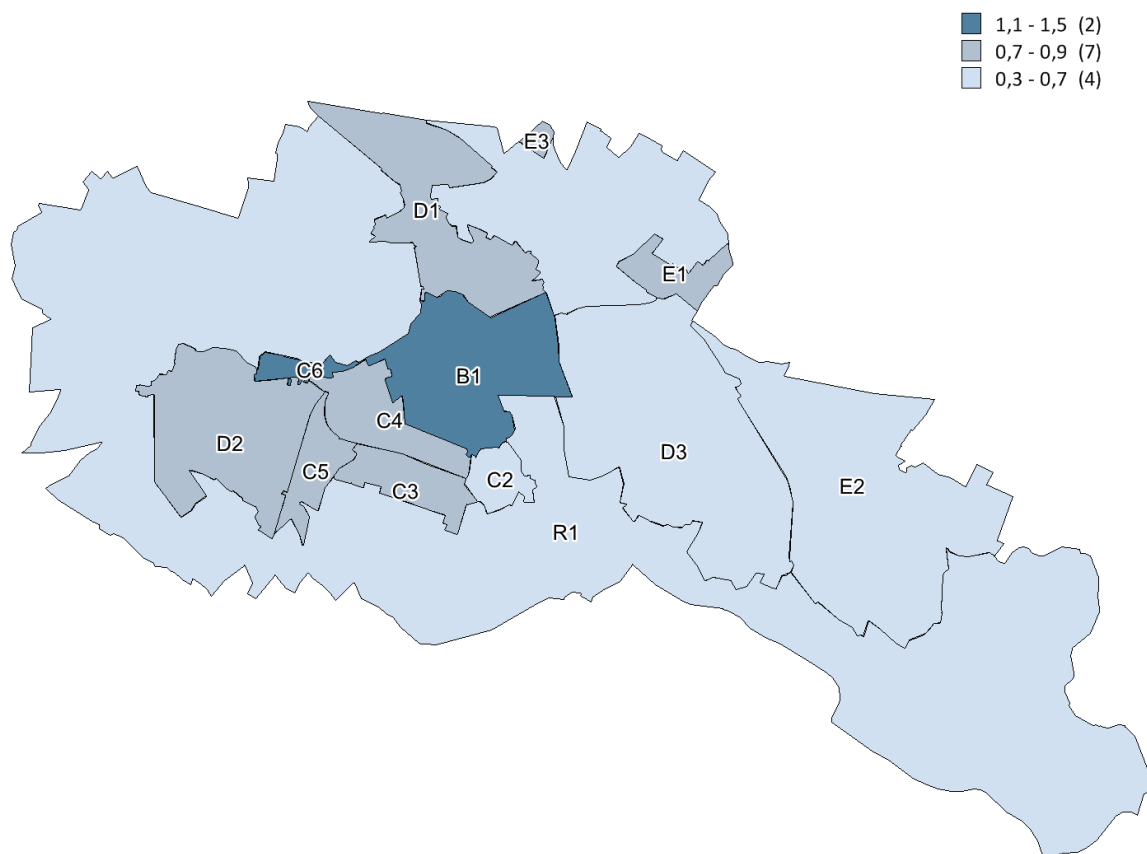 1,1 - 1,5 (2)
0,7 - 0,9 (7)
0,3 - 0,7 (4)
E3
D1
E1
C6
B1
C4
D2
D3
C5
C2
C3
E2
R1